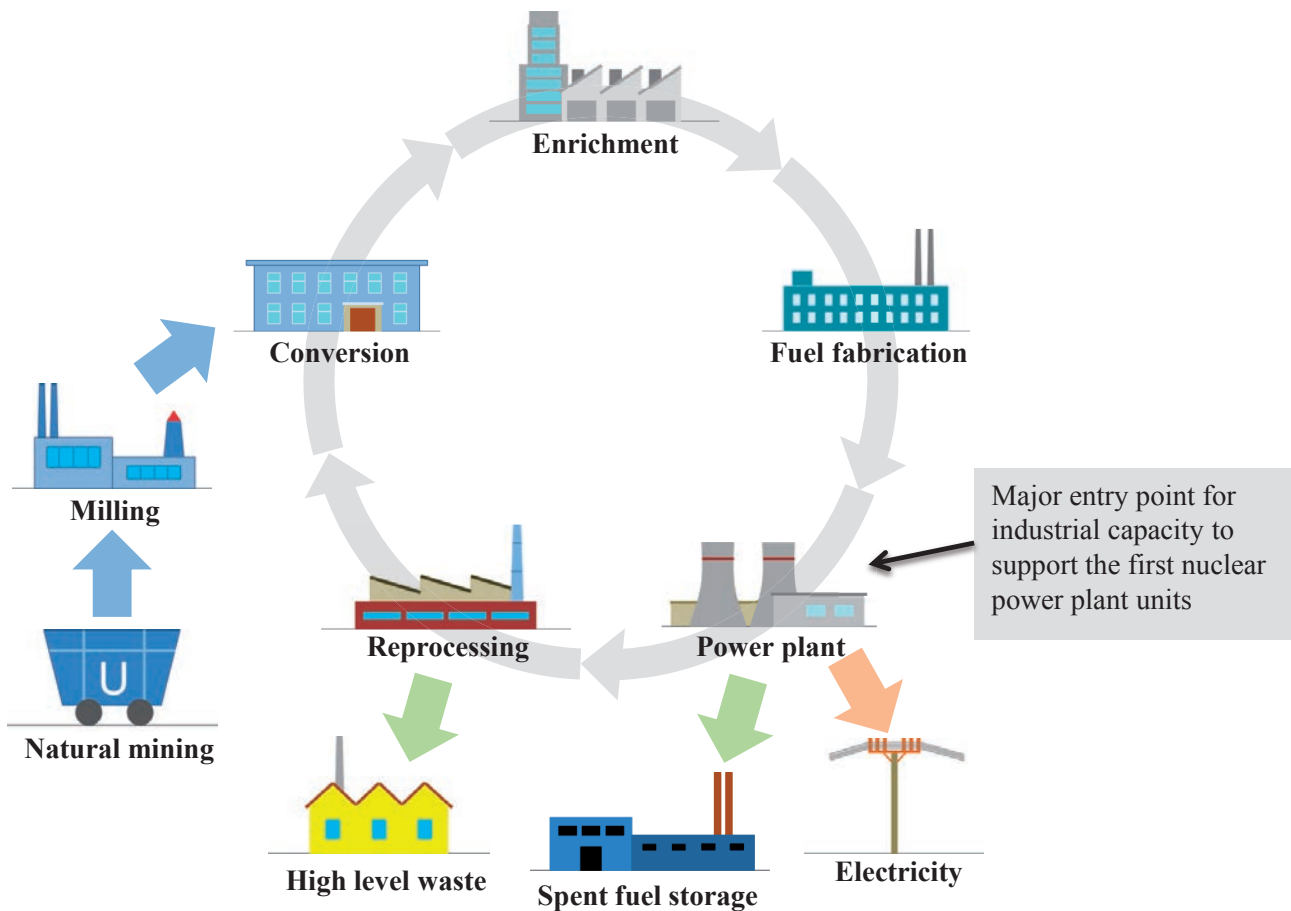 Enrichment
Conversion
Fuel fabrication
Milling
Major entry point for
industrial capacity to
support the first nuclear
power plant units
Reprocessing
Power plant
U
Natural mining
High level waste
Spent fuel storage
Electricity